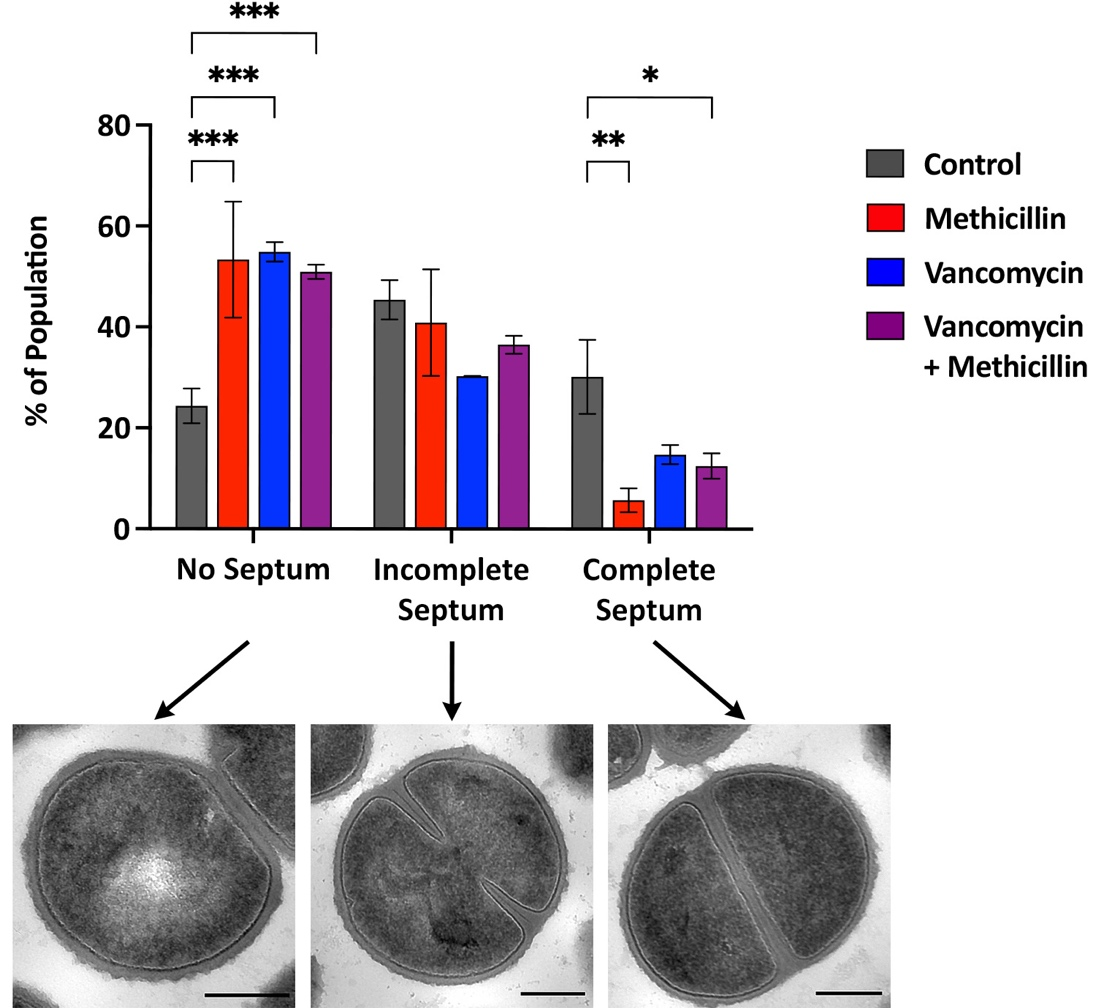 ***
***
***
*
**
80
60
40
20
0
% of Population
No Septum
Incomplete
Septum
Complete
Septum
Control
Methicillin
Vancomycin
Vancomycin
+ Methicillin